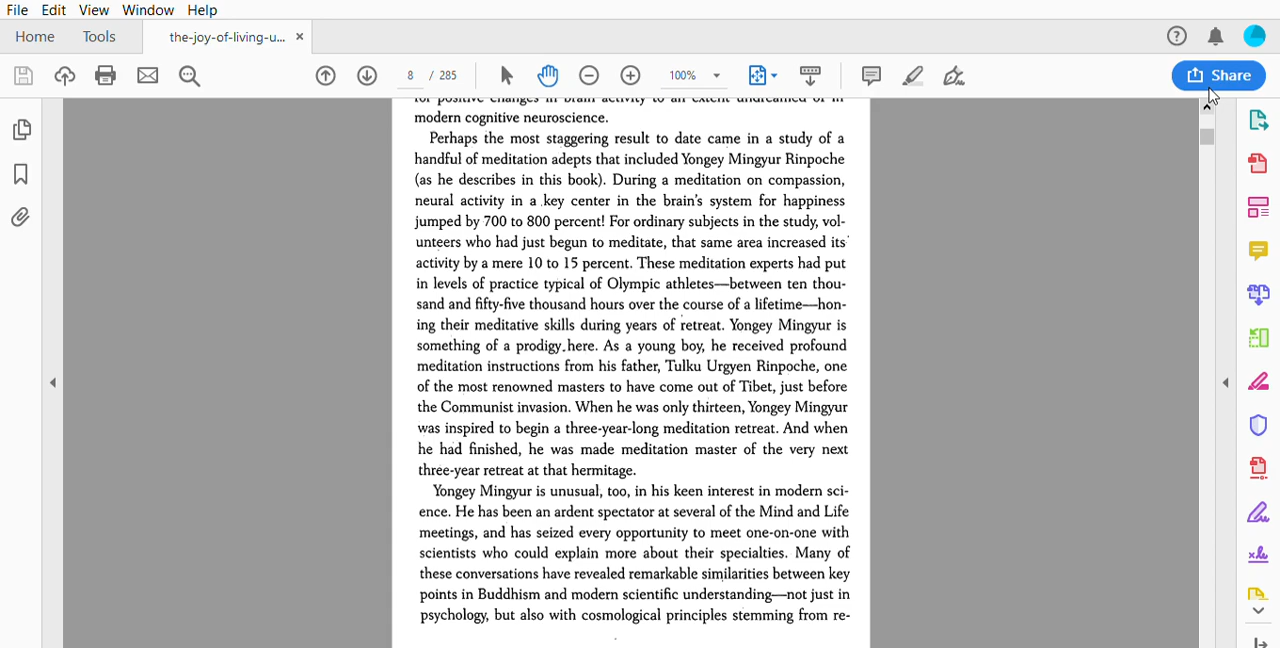 File Edit View Window Help
Home Tools the-joy-of-living-u... ×
8 / 285 100% Share
for positive changes in brain activity to an extent undreamed of in
modern cognitive neuroscience.
Perhaps the most staggering result to date came in a study of a
handful of meditation adepts that included Yongey Mingyur Rinpoche
(as he describes in this book). During a meditation on compassion,
neural activity in a key center in the brain's system for happiness
jumped by 700 to 800 percent! For ordinary subjects in the study, vol-
unteers who had just begun to meditate, that same area increased its
activity by a mere 10 to 15 percent. These meditation experts had put
in levels of practice typical of Olympic athletes—between ten thou-
sand and fifty-five thousand hours over the course of a lifetime—hon-
ing their meditative skills during years of retreat. Yongey Mingyur is
something of a prodigy here. As a young boy, he received profound
meditation instructions from his father, Tulku Urgyen Rinpoche, one
of the most renowned masters to have come out of Tibet, just before
the Communist invasion. When he was only thirteen, Yongey Mingyur
was inspired to begin a three-year-long meditation retreat. And when
he had finished, he was made meditation master of the very next
three-year retreat at that hermitage.
Yongey Mingyur is unusual, too, in his keen interest in modern sci-
ence. He has been an ardent spectator at several of the Mind and Life
meetings, and has seized every opportunity to meet one-on-one with
scientists who could explain more about their specialties. Many of
these conversations have revealed remarkable similarities between key
points in Buddhism and modern scientific understanding—not just in
psychology, but also with cosmological principles stemming from re-